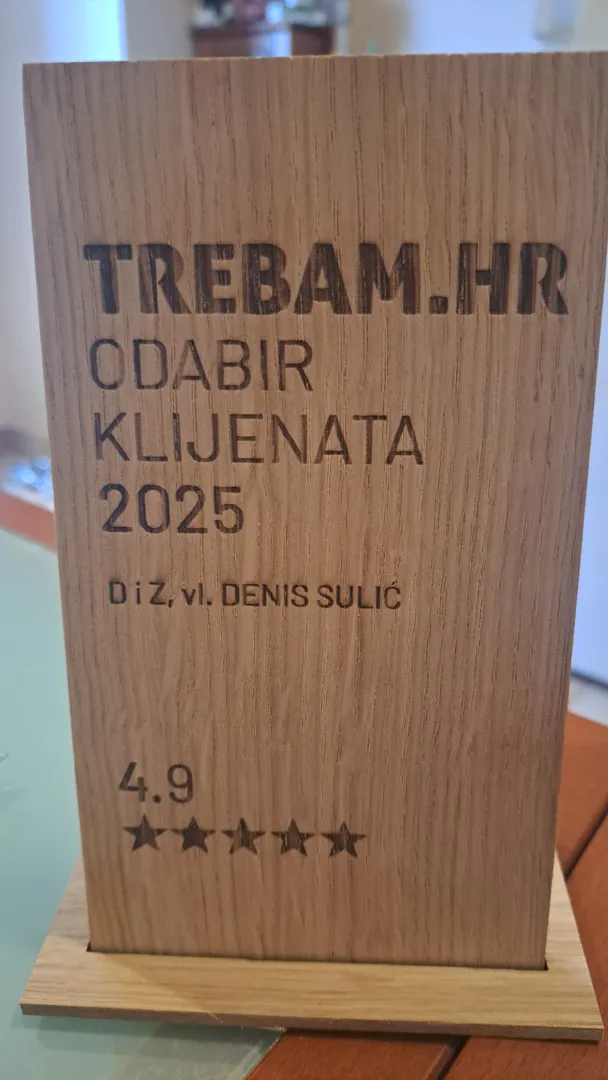 TREBAM.HR
ODABIR
KLIJENATA
2025
D i Z, vl. DENIS SULIĆ
4.9